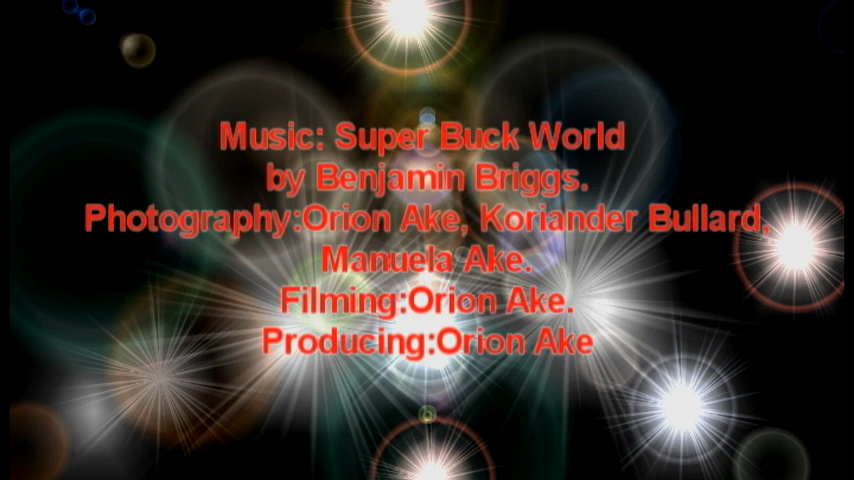 Music: Super Buck World
by Benjamin Briggs.
Photography:Orion Ake, Koriander Bullard,
Manuela Ake.
Filming:Orion Ake.
Producing:Orion Ake